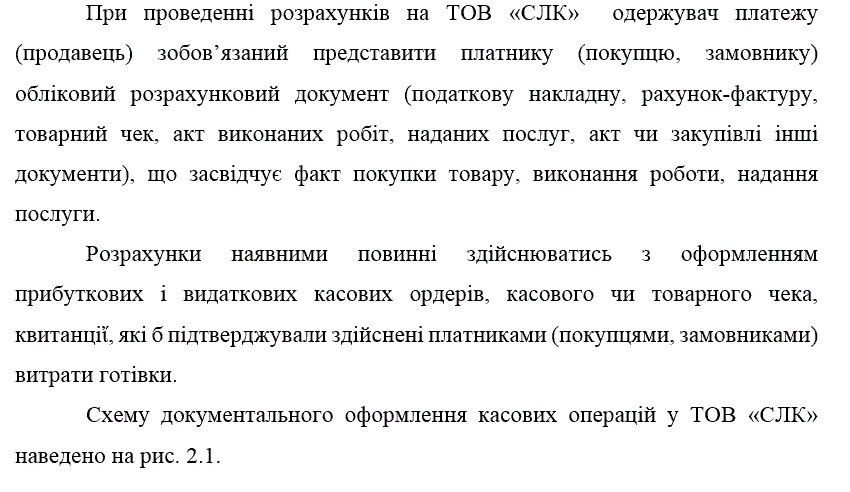 При проведенні розрахунків на ТОВ «СЛК» одержувач платежу
(продавець) зобов’язаний представити платнику (покупцю, замовнику)
обліковий розрахунковий документ (податкову накладну, рахунок-фактуру,
товарний чек, акт виконаних робіт, наданих послуг, акт чи закупівлі інші
документи), що засвідчує факт покупки товару, виконання роботи, надання
послуги.
Розрахунки наявними повинні здійснюватись з оформленням
прибуткових і видаткових касових ордерів, касового чи товарного чека,
квитанції, які б підтверджували здійснені платниками (покупцями, замовниками)
витрати готівки.
Схему документального оформлення касових операцій у ТОВ «СЛК»
наведено на рис. 2.1.